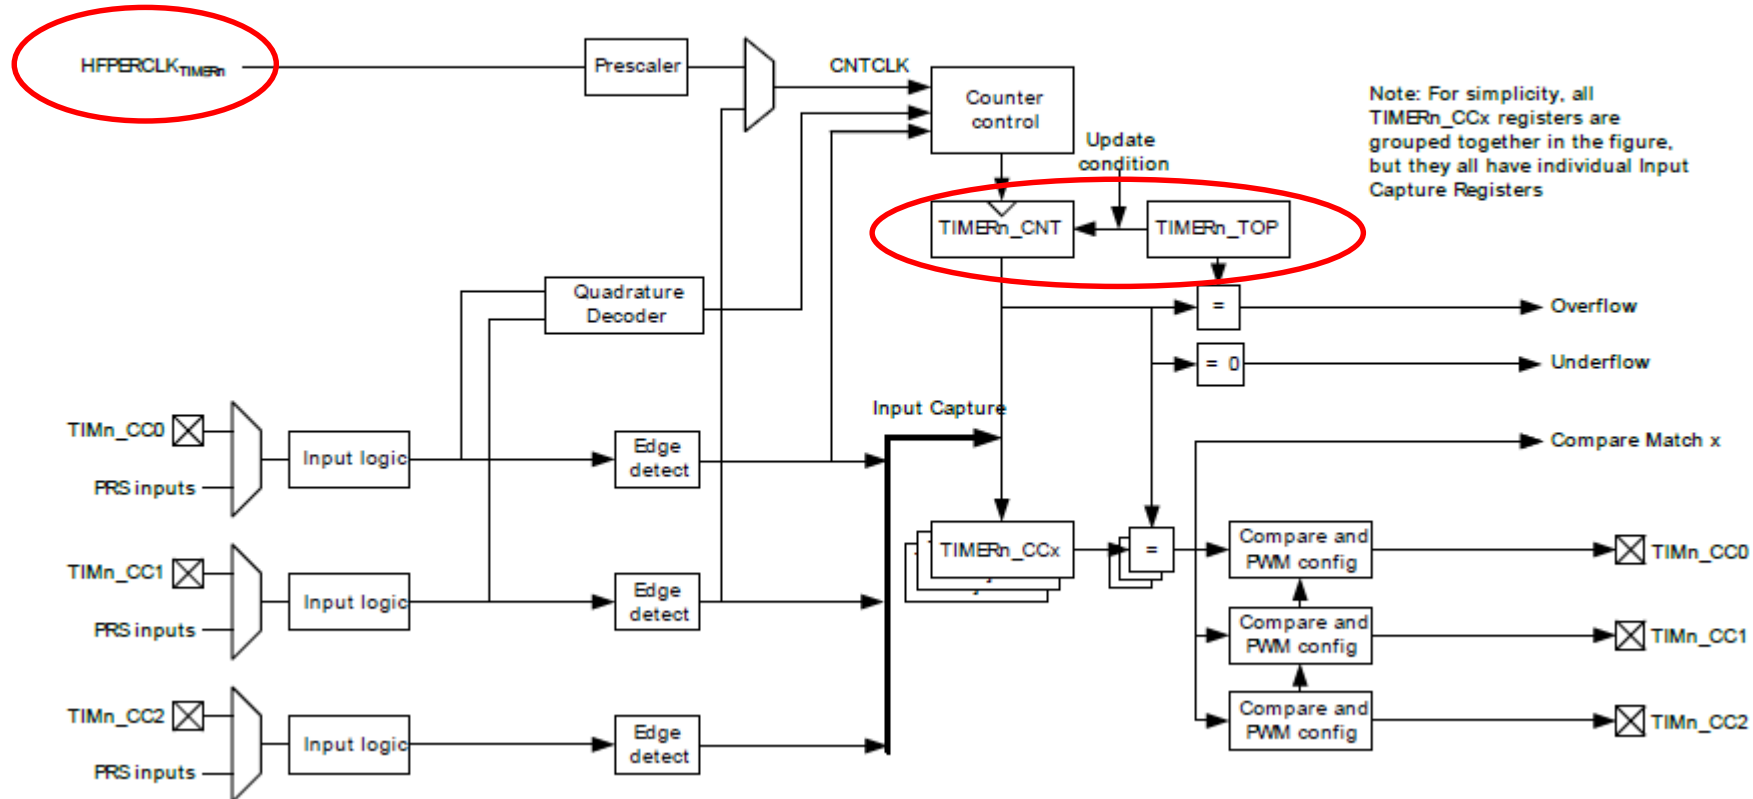 HFPERCLKTIMERn
Prescaler
CNTCLK
Counter
control
Note: For simplicity, all
TIMERn_CCx registers are
grouped together in the figure,
but they all have individual Input
Capture Registers
Update
condition
TIMERn_CNT
TIMERn_TOP
Quadrature
Decoder
=
Overflow
= 0
Underflow
Input Capture
TIMn_CC0
Input logic
Edge
detect
Compare Match x
PRS inputs
TIMERn_CCx
=
Compare and
PWM config
TIMn_CC0
TIMn_CC1
Input logic
Edge
detect
PRS inputs
Compare and
PWM config
TIMn_CC1
TIMn_CC2
Input logic
Edge
detect
PRS inputs
Compare and
PWM config
TIMn_CC2